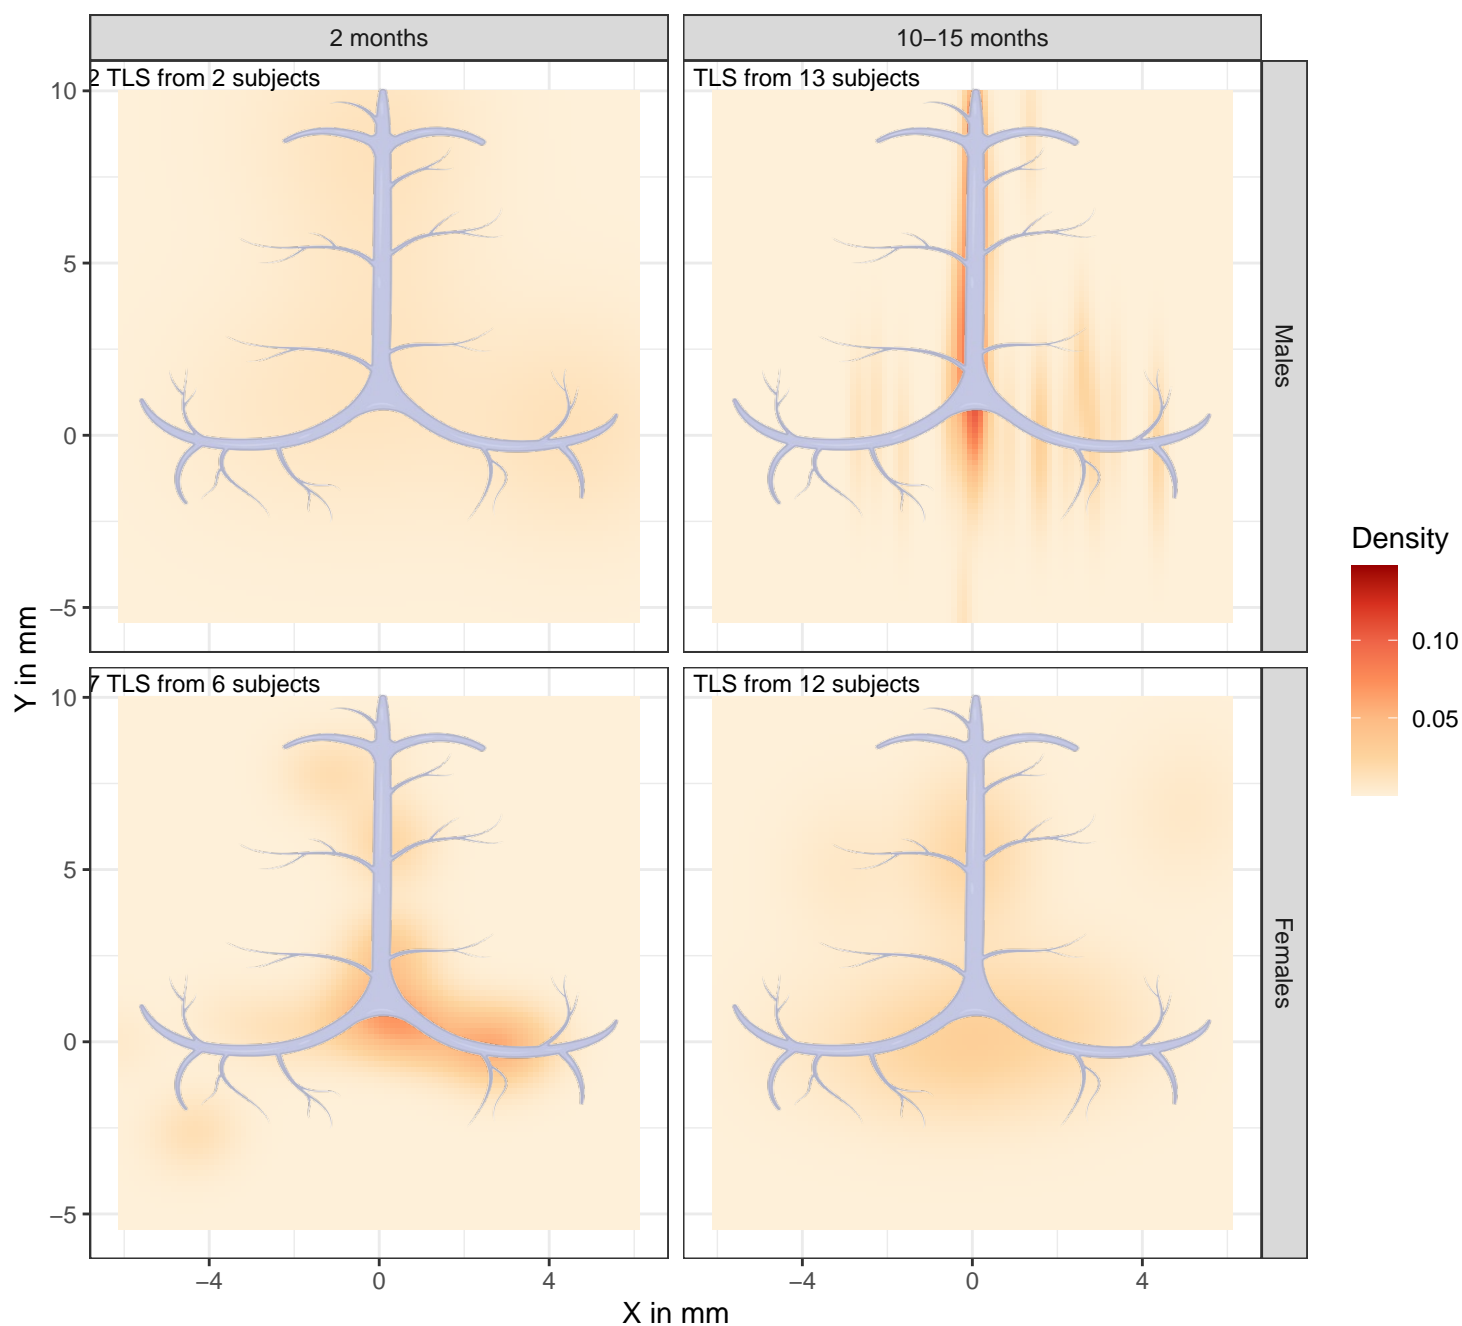 2 months
10–15 months
2 TLS from 2 subjects
TLS from 13 subjects
10
5
0
−5
Males
7 TLS from 6 subjects
TLS from 12 subjects
10
5
0
−5
Females
Y in mm
−4
0
4
−4
0
4
X in mm
Density
0.10
0.05